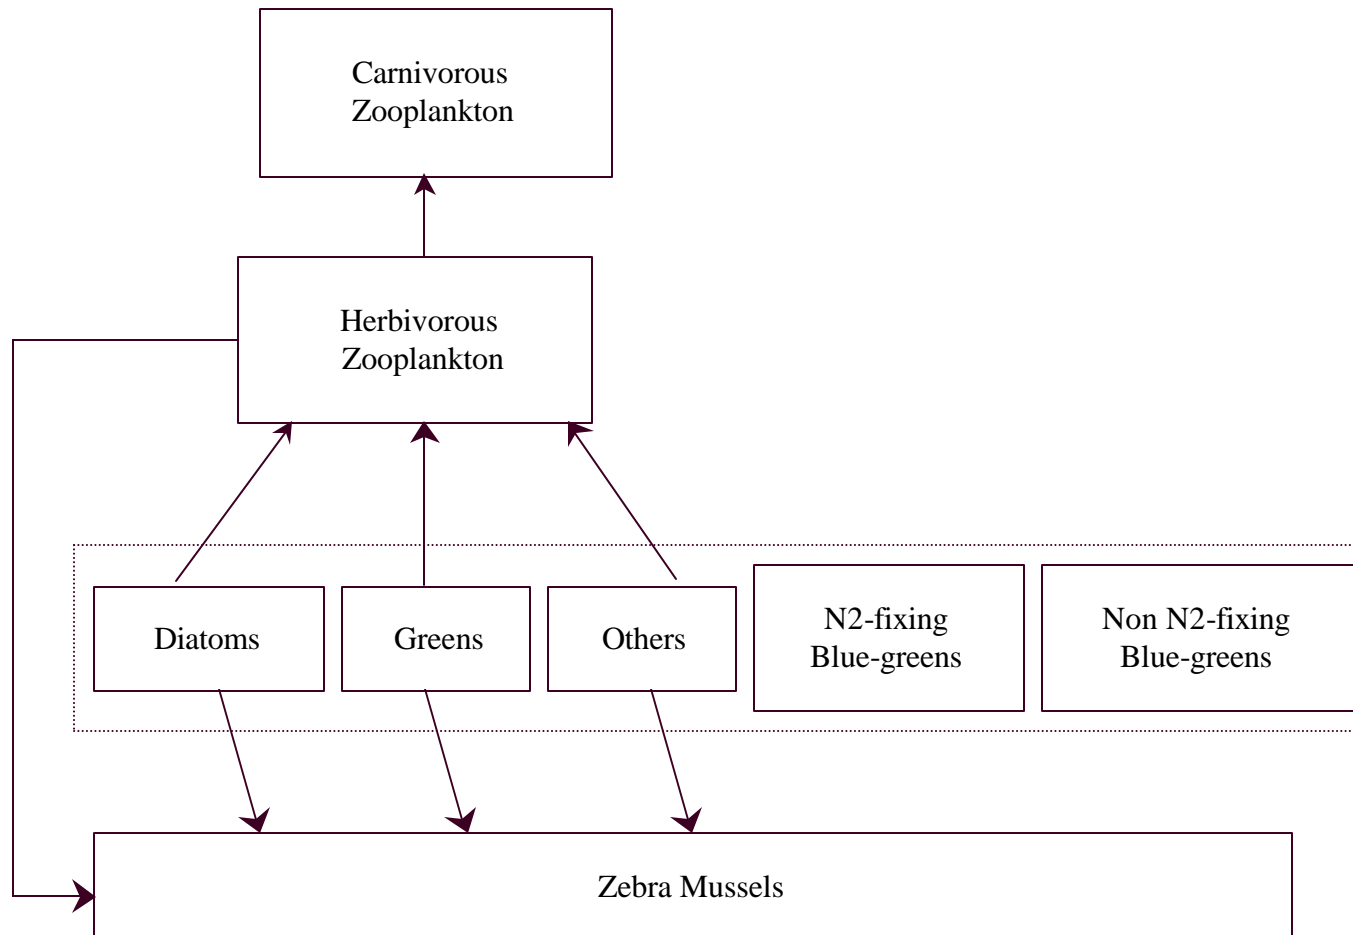 Carnivorous
Zooplankton
Herbivorous
Zooplankton
Diatoms
Greens
Others
N2-fixing
Blue-greens
Non N2-fixing
Blue-greens
Zebra Mussels